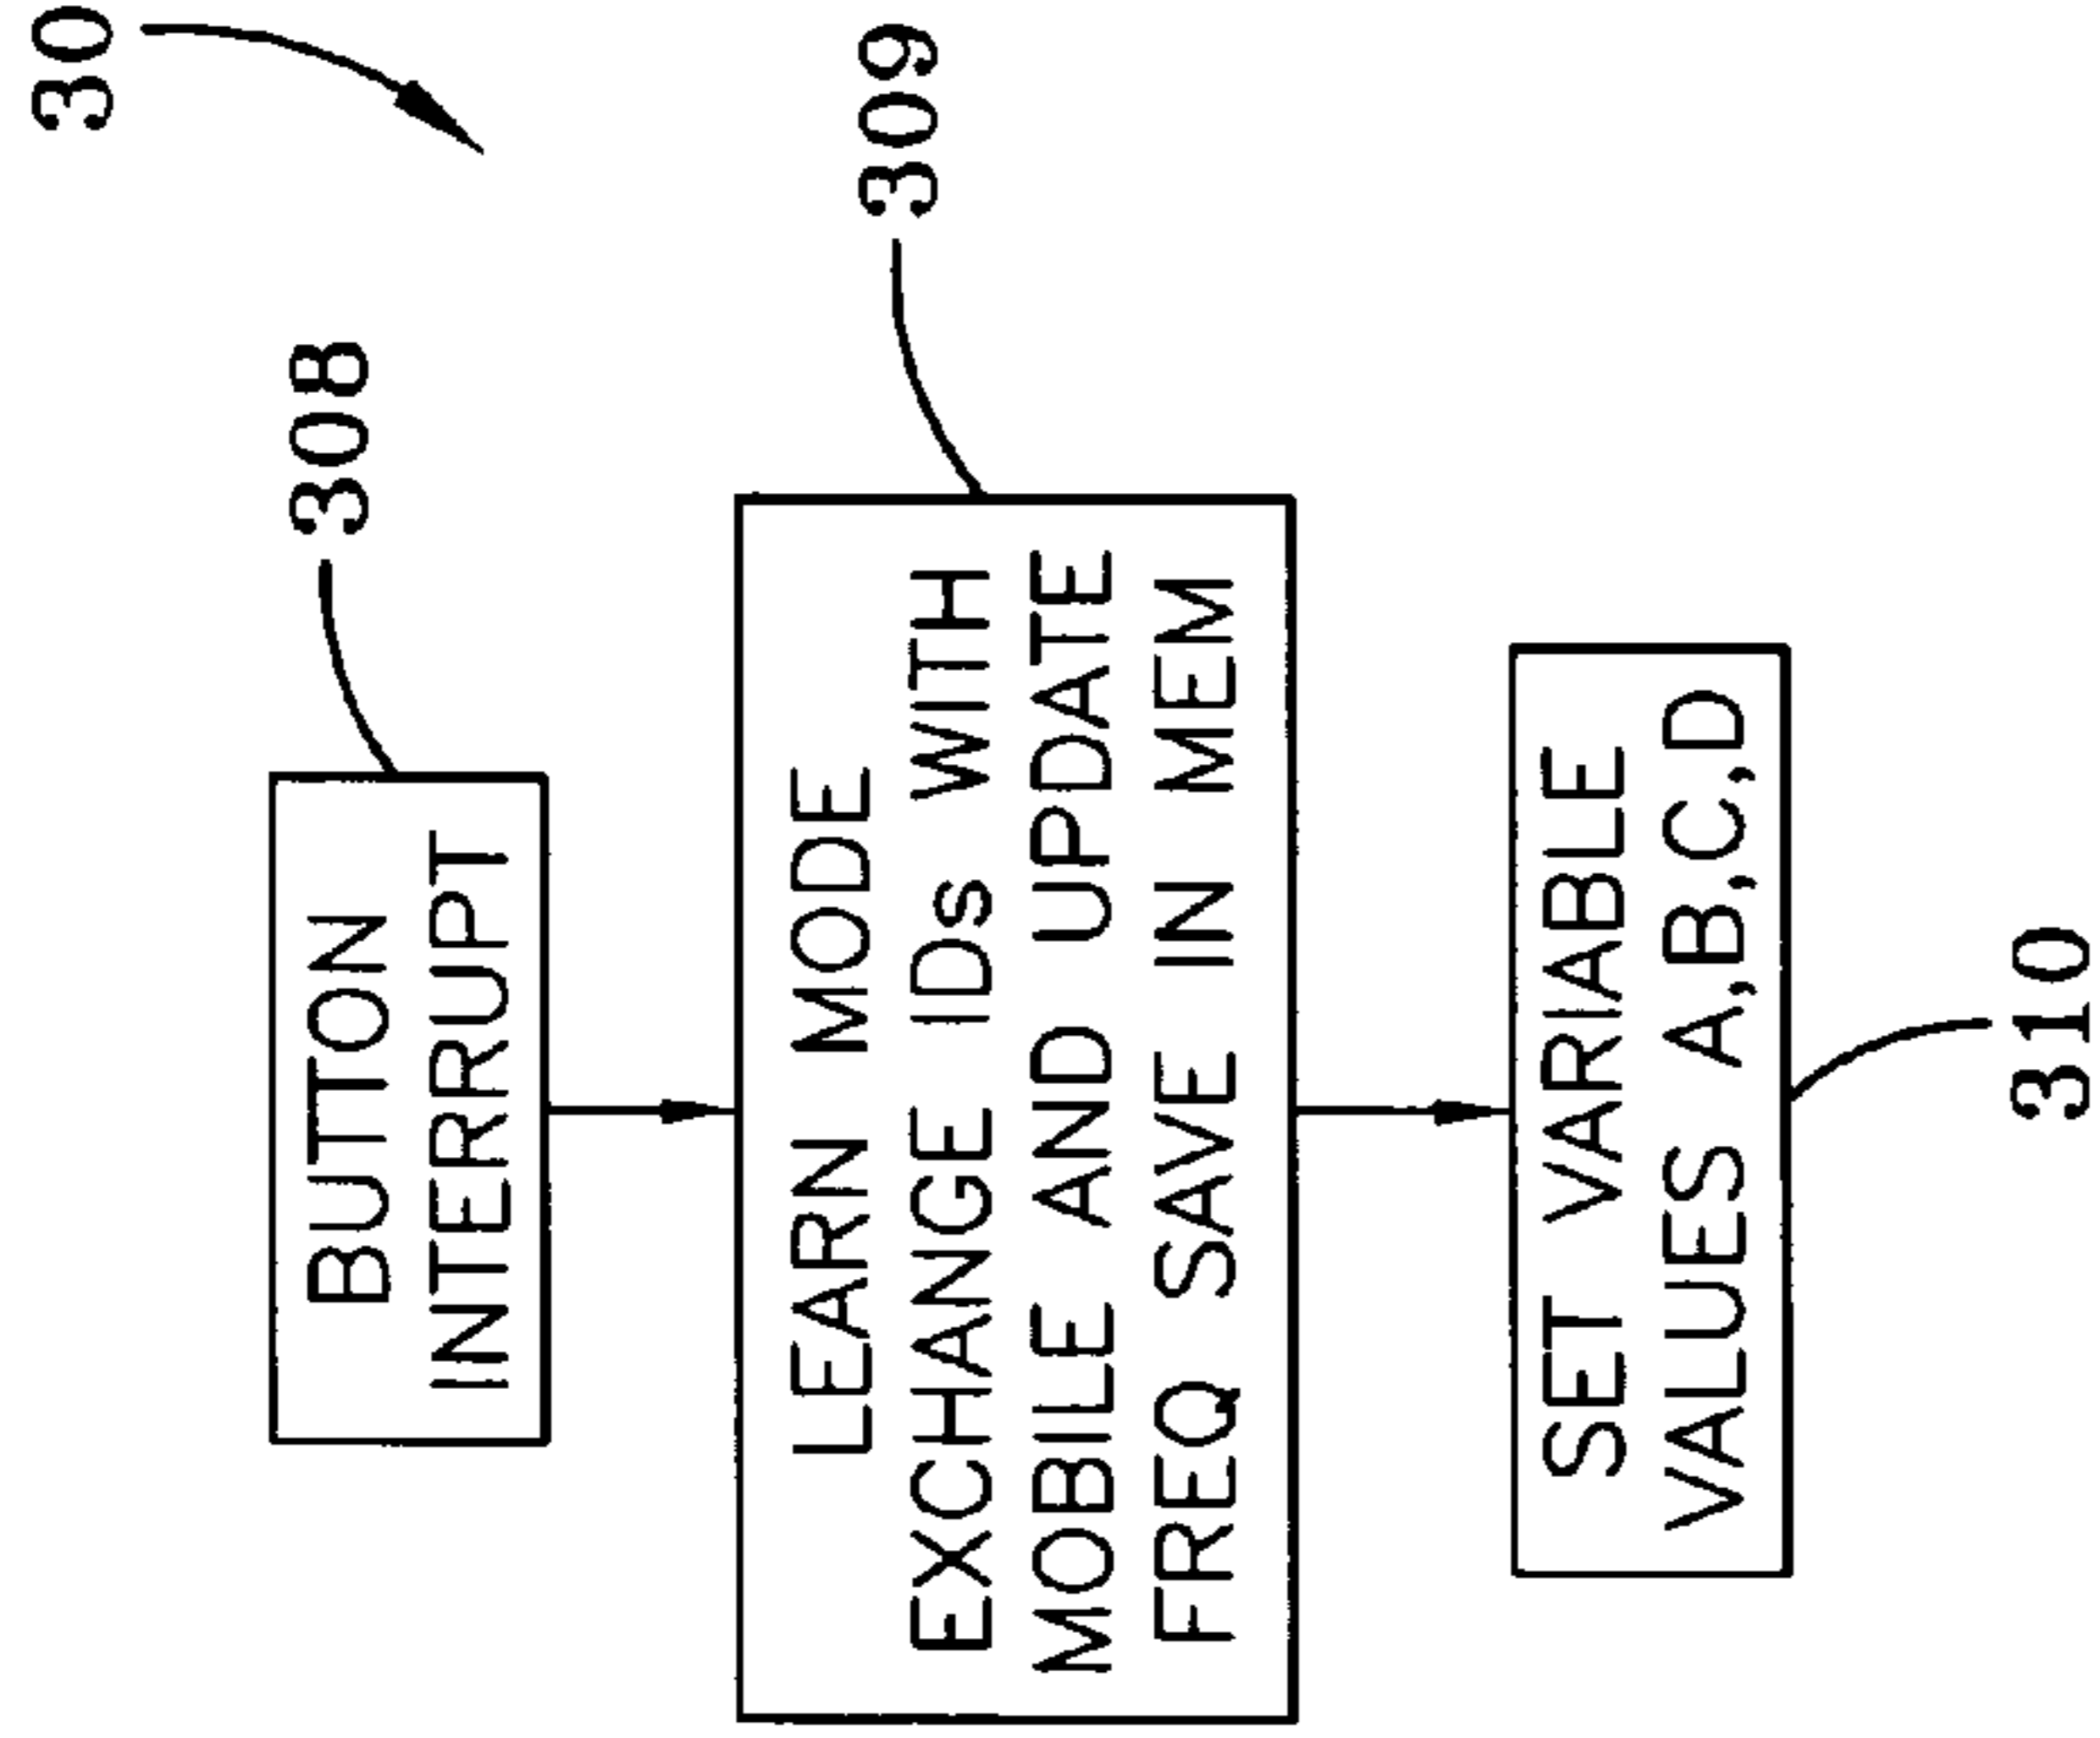 30
308
BUTTON
INTERRUPT
309
LEARN MODE
EXCHANGE IDs WITH
MOBILE AND UPDATE
FREQ SAVE IN MEM
SET VARIABLE
VALUES A,B,C,D
310